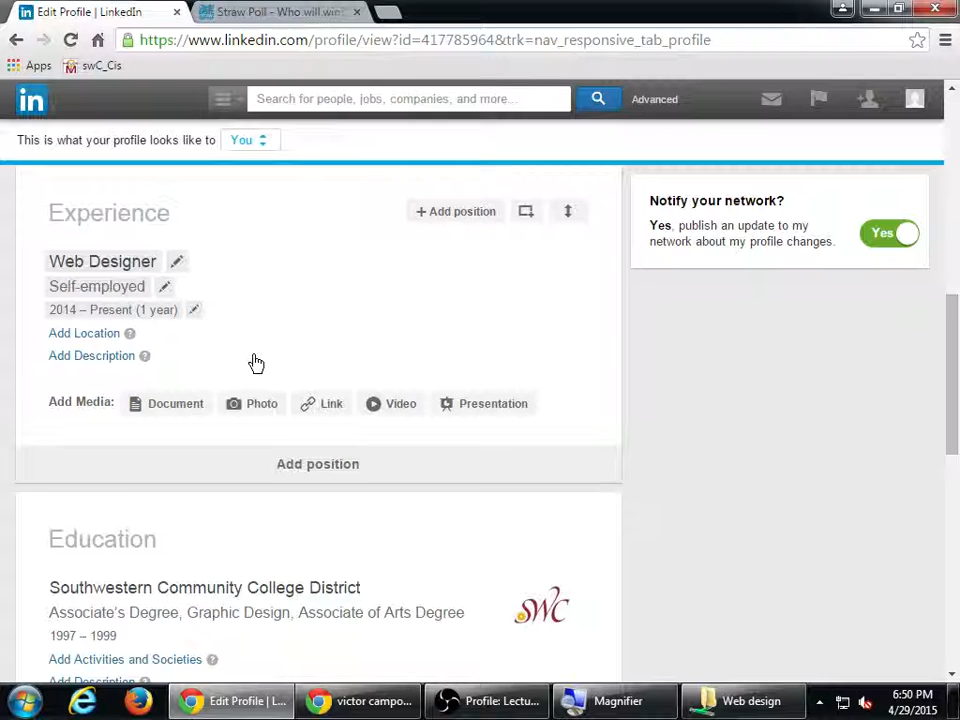 Edit Profile | LinkedIn
Straw Poll - Who will win
https://www.linkedin.com/profile/view?id=417785964&trk=nav_responsive_tab_profile
Apps swC_Cis
in Search for people, jobs, companies, and more... Advanced
This is what your profile looks like to You
Experience + Add position
Web Designer
Self-employed
2014 – Present (1 year)
Add Location ?
Add Description ?
Add Media: Document Photo Link Video Presentation
Add position
Notify your network?
Yes, publish an update to my
network about my profile changes.
Yes
Education
Southwestern Community College District
Associate's Degree, Graphic Design, Associate of Arts Degree
1997 – 1999
Add Activities and Societies ?
Add Description ?
SWC
Edit Profile | L...
victor campo...
Profile: Lectu...
Magnifier
Web design
6:50 PM
4/29/2015